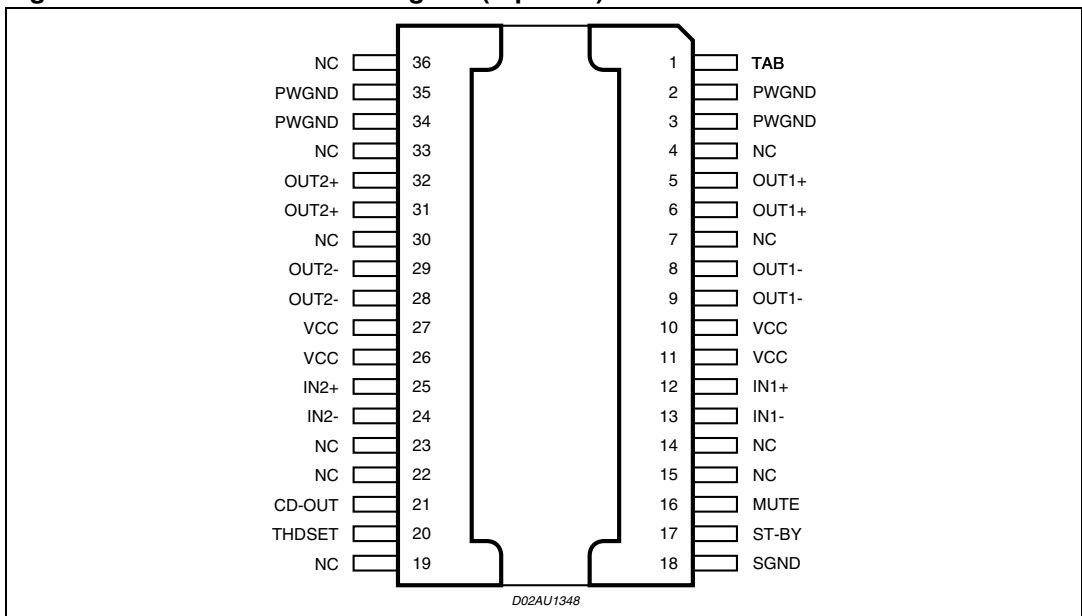 NC 36 1 TAB
PWGND 35 2 PWGND
PWGND 34 3 PWGND
NC 33 4 NC
OUT2+ 32 5 OUT1+
OUT2+ 31 6 OUT1+
NC 30 7 NC
OUT2- 29 8 OUT1-
OUT2- 28 9 OUT1-
VCC 27 10 VCC
VCC 26 11 VCC
IN2+ 25 12 IN1+
IN2- 24 13 IN1-
NC 23 14 NC
NC 22 15 NC
CD-OUT 21 16 MUTE
THDSET 20 17 ST-BY
NC 19 18 SGND
D02AU1348